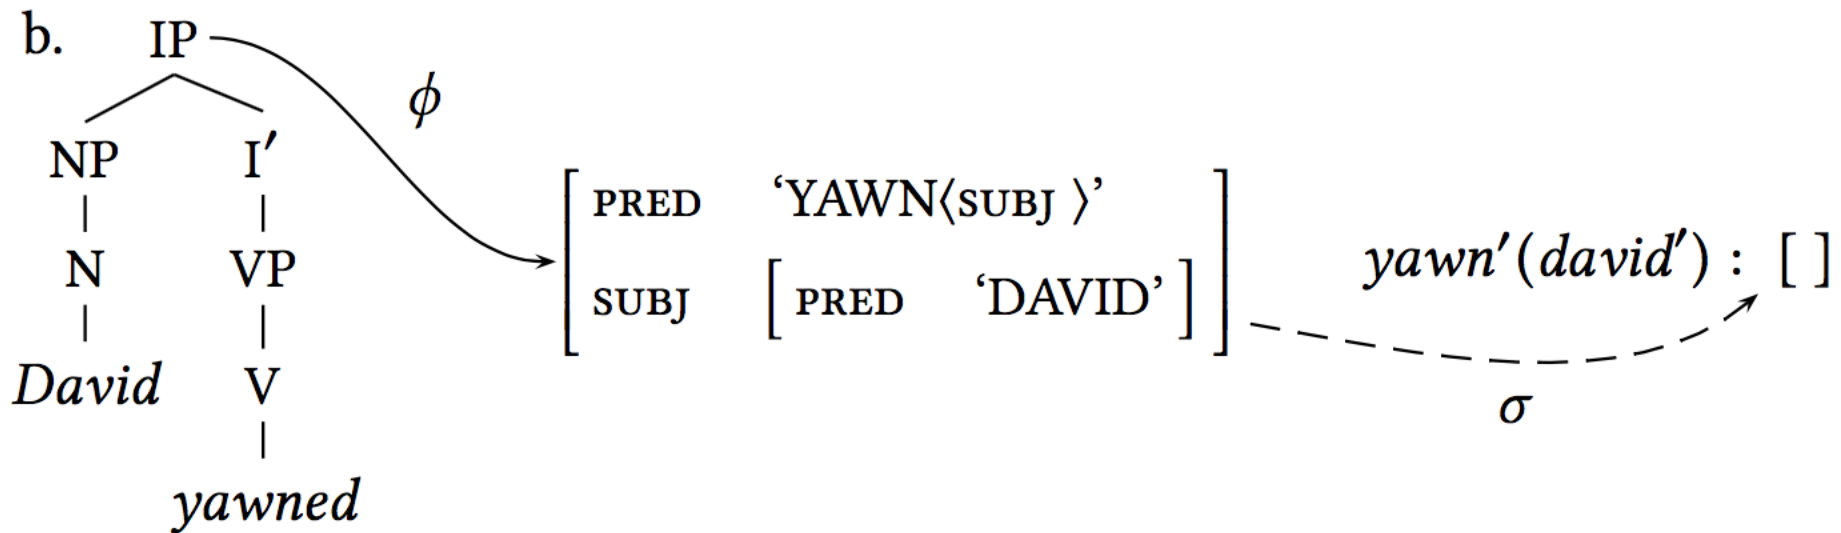 b. IP
ϕ
NP I′
PRED ‘YAWN⟨SUBJ ⟩’
N VP
yawn′(david′) : [ ]
SUBJ [ PRED ‘DAVID’ ]
David V
σ
yawned